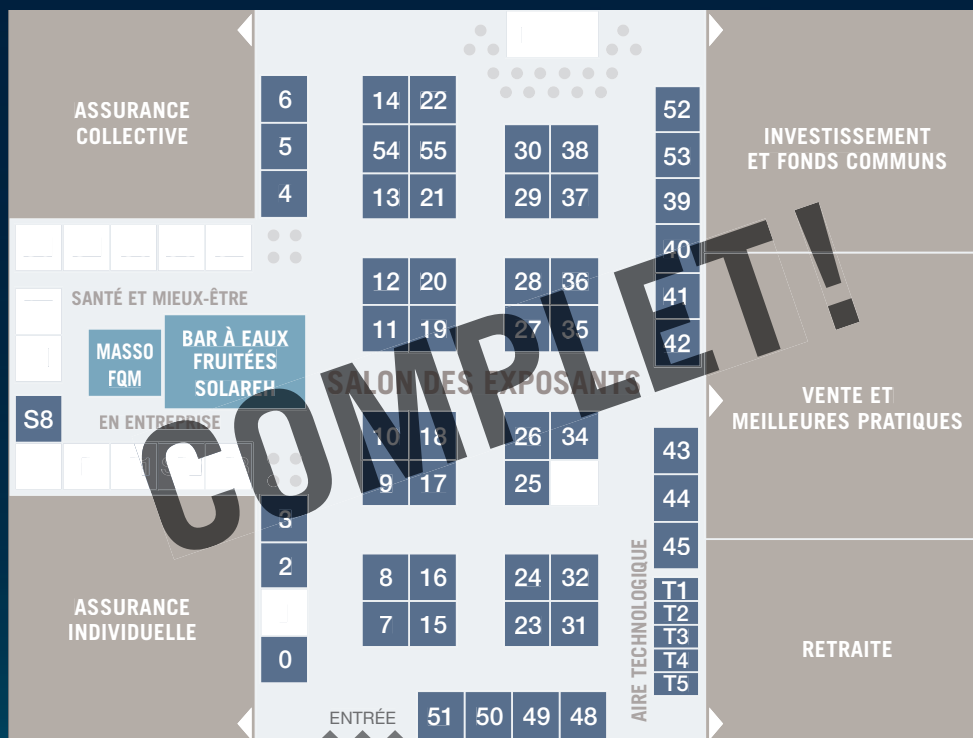 ASSURANCE
COLLECTIVE
6
5
4
14 22
54 55
13 21
30 38
29 37
52
53
39
40
41
42
INVESTISSEMENT
ET FONDS COMMUNS
SANTÉ ET MIEUX-ÊTRE
MASSO
FQM
BAR À EAUX
FRUITÉES
SOLAREH
S8
EN ENTREPRISE
12 20
11 19
28 36
27 35
SALON DES EXPOSANTS
COMPLET !
10 18
9 17
26 34
25
VENTE ET
MEILLEURES PRATIQUES
43
44
45
3
2
0
ASSURANCE
INDIVIDUELLE
8 16
7 15
24 32
23 31
AIRE TECHNOLOGIQUE
T1
T2
T3
T4
T5
RETRAITE
ENTRÉE
51 50 49 48